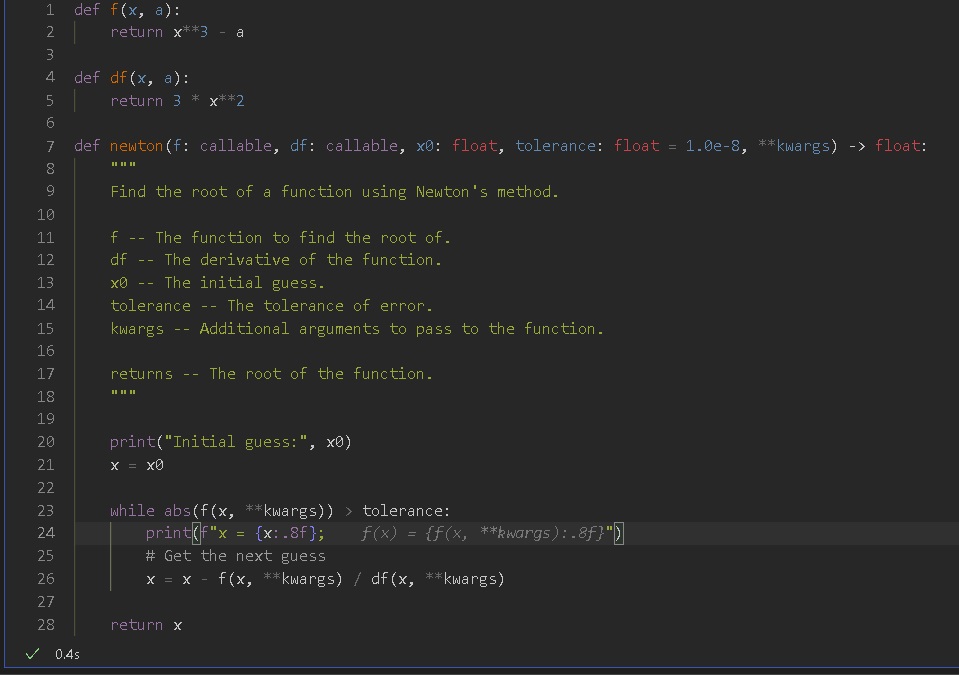 1 def f(x, a):
2     return x**3 - a
3
4 def df(x, a):
5     return 3 * x**2
6
7 def newton(f: callable, df: callable, x0: float, tolerance: float = 1.0e-8, **kwargs) -> float:
8     """
9     Find the root of a function using Newton's method.
10
11     f -- The function to find the root of.
12     df -- The derivative of the function.
13     x0 -- The initial guess.
14     tolerance -- The tolerance of error.
15     kwargs -- Additional arguments to pass to the function.
16
17     returns -- The root of the function.
18     """
19
20     print("Initial guess:", x0)
21     x = x0
22
23     while abs(f(x, **kwargs)) > tolerance:
24         print(f"x = {x:.8f};    f(x) = {f(x, **kwargs):.8f}")
25         # Get the next guess
26         x = x - f(x, **kwargs) / df(x, **kwargs)
27
28     return x
✓ 0.4s